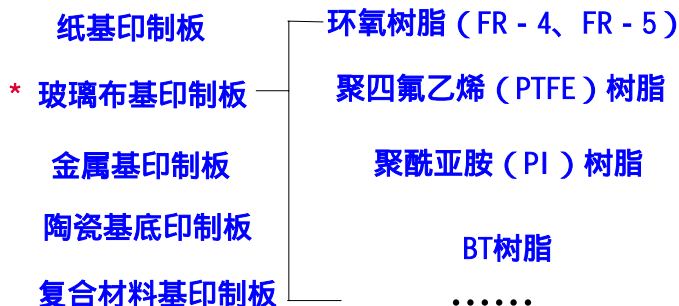 纸基印制板
* 玻璃布基印制板
金属基印制板
陶瓷基底印制板
复合材料基印制板
环氧树脂（FR-4、FR-5）
聚四氟乙烯（PTFE）树脂
聚酰亚胺（PI）树脂
BT树脂
······